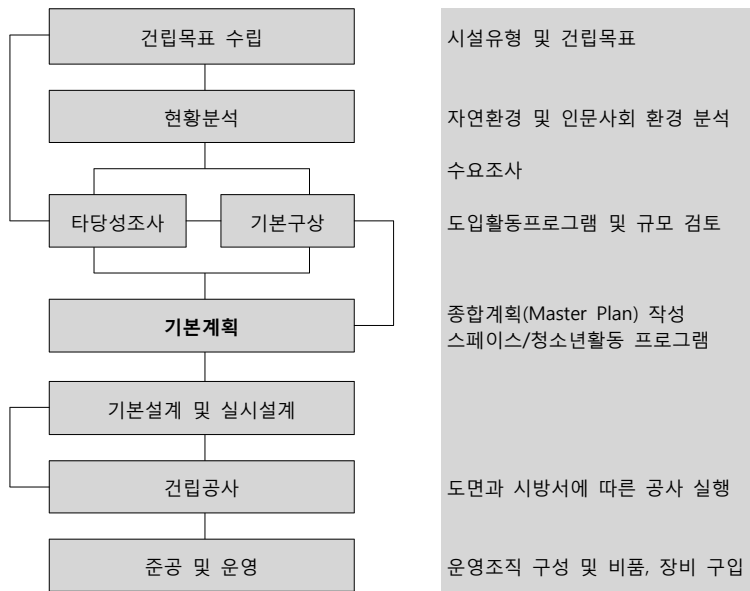 건립목표 수립
시설유형 및 건립목표
현황분석
자연환경 및 인문사회 환경 분석
수요조사
타당성조사
기본구상
도입활동프로그램 및 규모 검토
기본계획
종합계획(Master Plan) 작성
스페이스/청소년활동 프로그램
기본설계 및 실시설계
건립공사
도면과 시방서에 따른 공사 실행
준공 및 운영
운영조직 구성 및 비품, 장비 구입